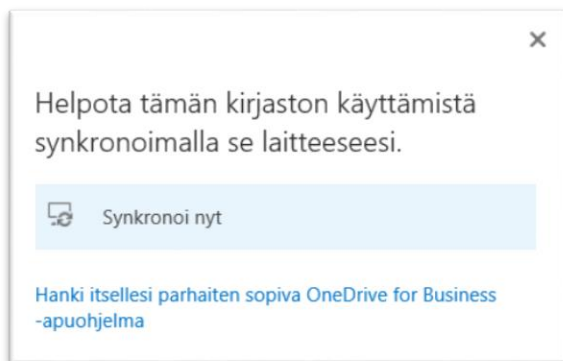 Helpota tämän kirjaston käyttämistä
synkronoimalla se laitteeseesi.
Synkronoi nyt
Hanki itsellesi parhaiten sopiva OneDrive for Business
-apuohjelma